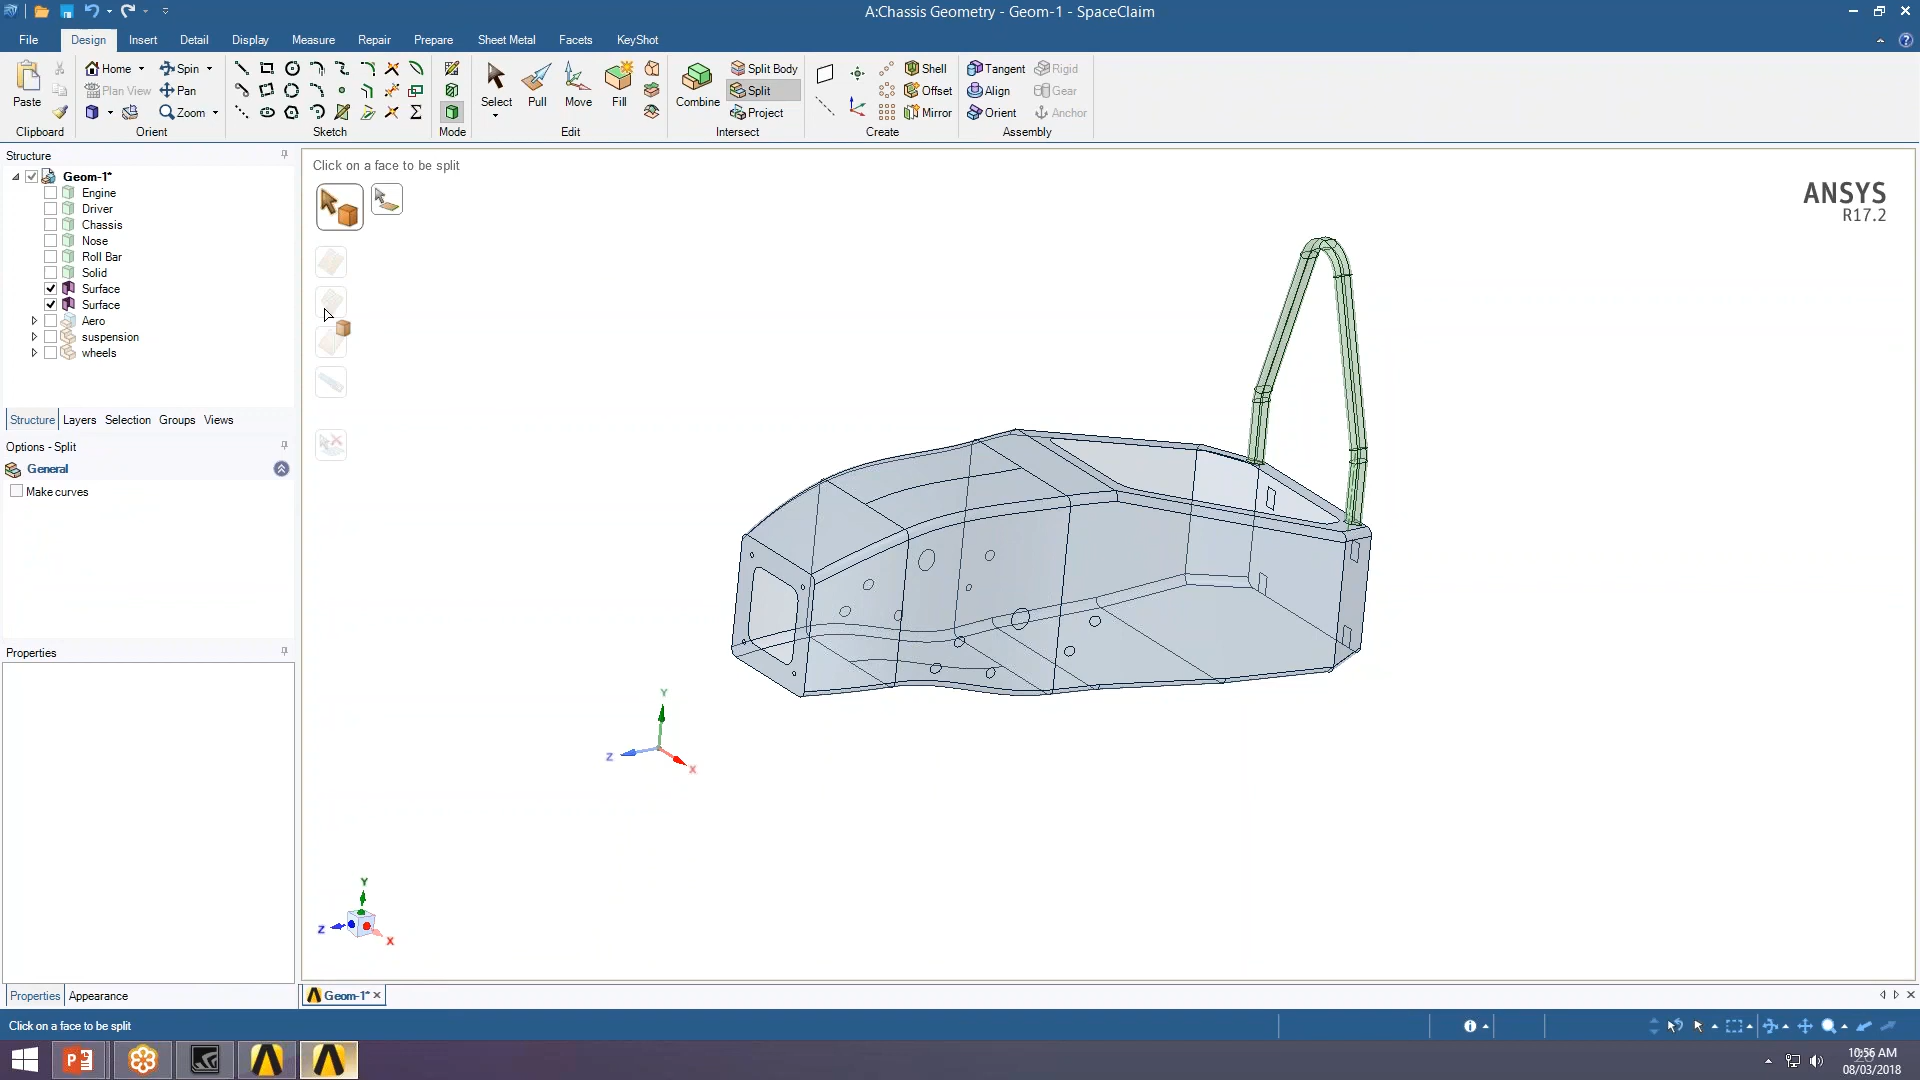 A:Chassis Geometry - Geom-1 - SpaceClaim
File Design Insert Detail Display Measure Repair Prepare Sheet Metal Facets KeyShot
Paste
Clipboard
Home
Plan View
Spin
Pan
Zoom
Orient
Sketch
Mode
Select
Pull
Move
Fill
Edit
Combine
Split Body
Split
Project
Intersect
Shell
Offset
Mirror
Create
Tangent
Align
Orient
Rigid
Gear
Anchor
Assembly
Structure
Geom-1*
Engine
Driver
Chassis
Nose
Roll Bar
Solid
Surface
Surface
Aero
suspension
wheels
Structure Layers Selection Groups Views
Options - Split
General
Make curves
Properties
Properties Appearance
Click on a face to be split
ANSYS
R17.2
Y
Z
X
Y
Z
X
Geom-1*
Click on a face to be split
10:56 AM
08/03/2018